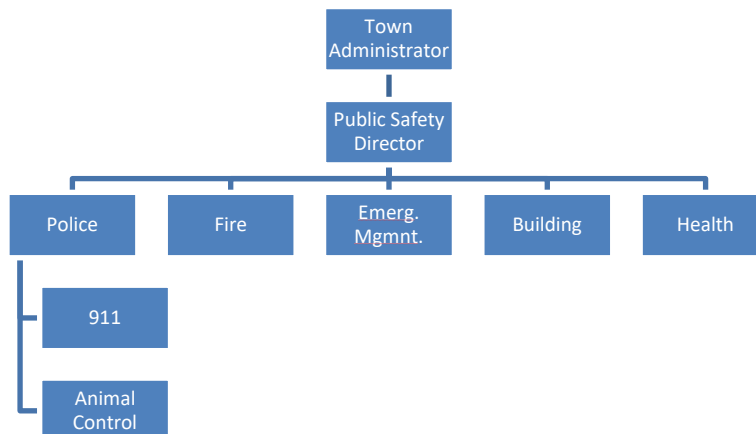 Town
Administrator
Public Safety
Director
Police
Fire
Emerg.
Mgmnt.
Building
Health
911
Animal
Control